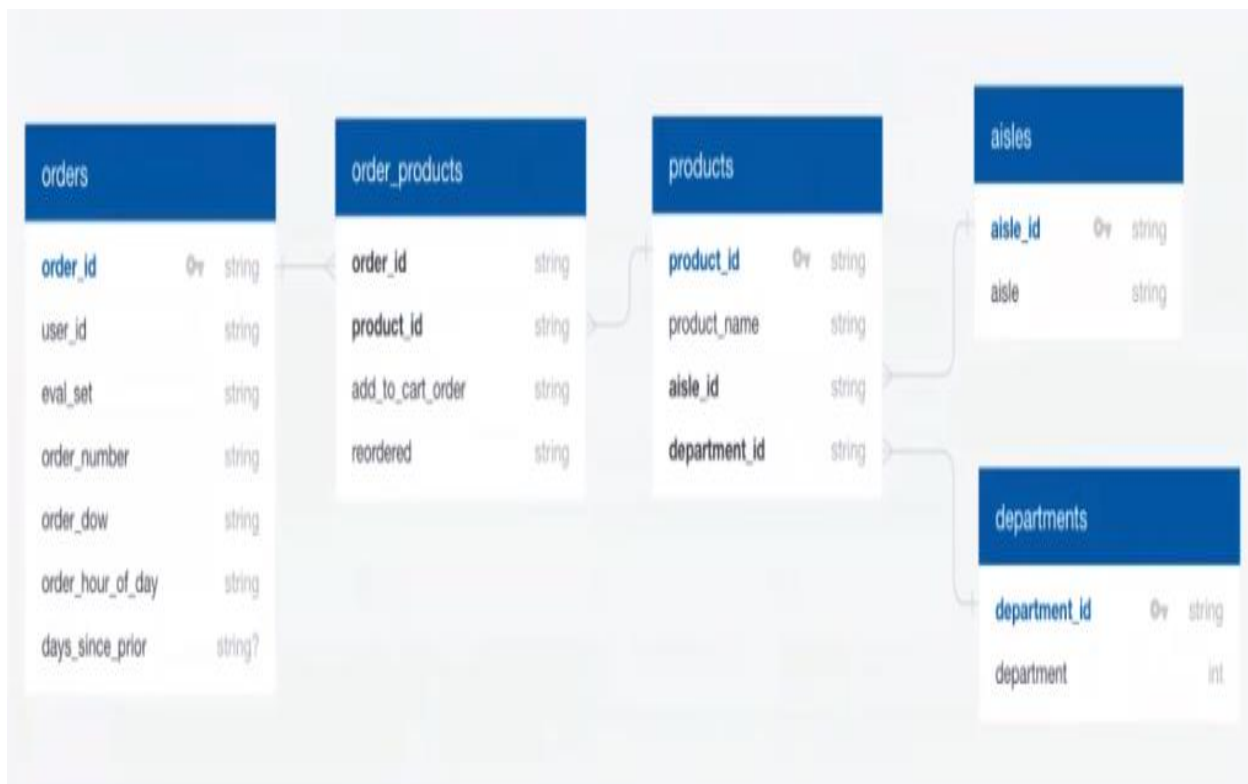 orders
order_id string
user_id string
eval_set string
order_number string
order_dow string
order_hour_of_day string
days_since_prior string?
order_products
order_id string
product_id string
add_to_cart_order string
reordered string
products
product_id string
product_name string
aisle_id string
department_id string
aisles
aisle_id string
aisle string
departments
department_id string
department int